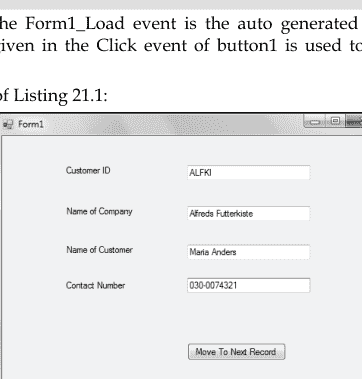 he Form1_Load event is the auto generated
given in the Click event of button1 is used to
of Listing 21.1:
Form1
Customer ID ALFKI
Name of Company Alfreds Futterkiste
Name of Customer Maria Anders
Contact Number 030-0074321
Move To Next Record